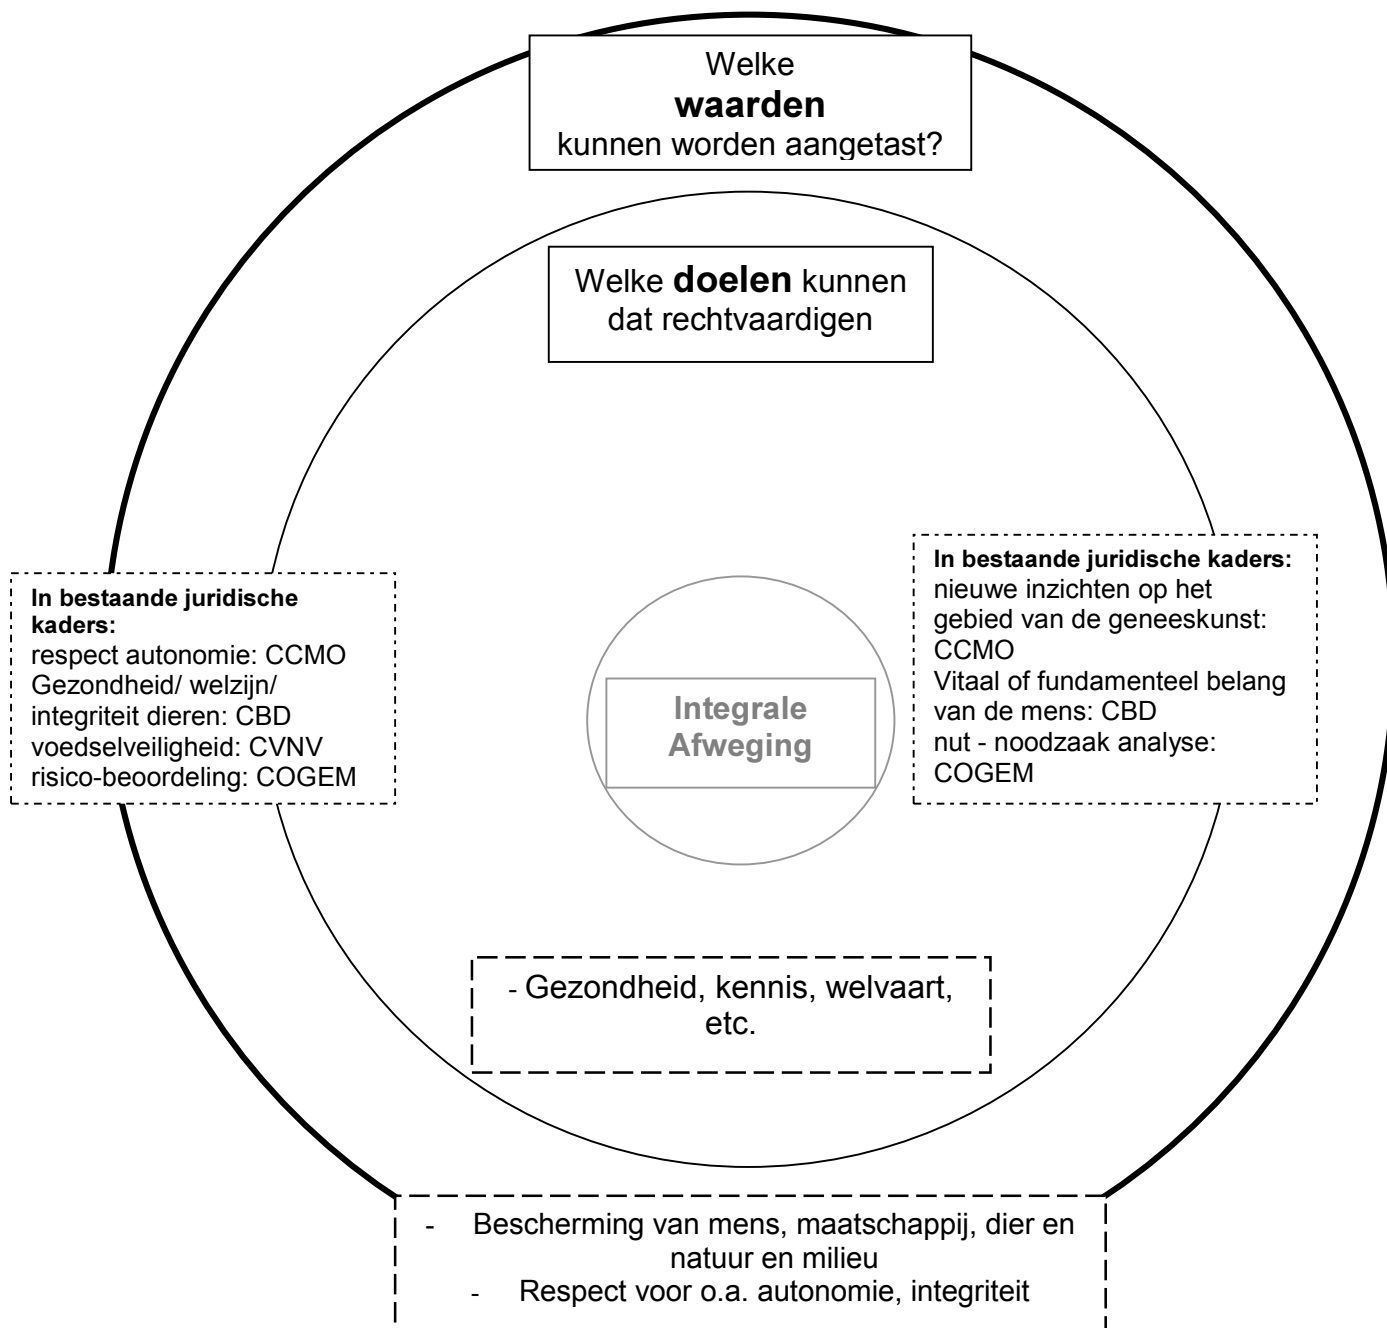 Welke
waarden
kunnen worden aangetast?
Welke doelen kunnen
dat rechtvaardigen
In bestaande juridische
kaders:
respect autonomie: CCMO
Gezondheid/ welzijn/
integriteit dieren: CBD
voedselveiligheid: CVNV
risico-beoordeling: COGEM
Integrale
Afweging
In bestaande juridische kaders:
nieuwe inzichten op het
gebied van de geneeskunst:
CCMO
Vitaal of fundamenteel belang
van de mens: CBD
nut - noodzaak analyse:
COGEM
- Gezondheid, kennis, welvaart,
etc.
- Bescherming van mens, maatschappij, dier en
natuur en milieu
- Respect voor o.a. autonomie, integriteit